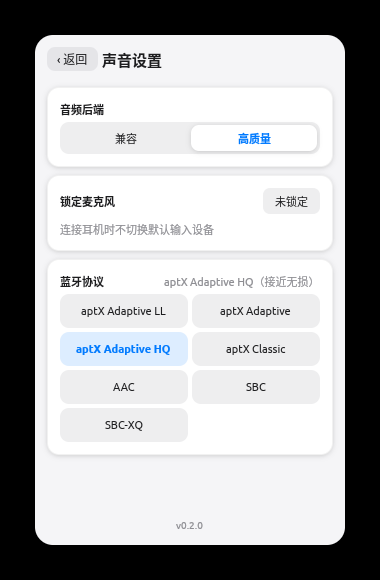 ‹ 返回 声音设置
音频后端
兼容 高质量
锁定麦克风 未锁定
连接耳机时不切换默认输入设备
蓝牙协议 aptX Adaptive HQ（接近无损）
aptX Adaptive LL aptX Adaptive
aptX Adaptive HQ aptX Classic
AAC SBC
SBC-XQ
v0.2.0